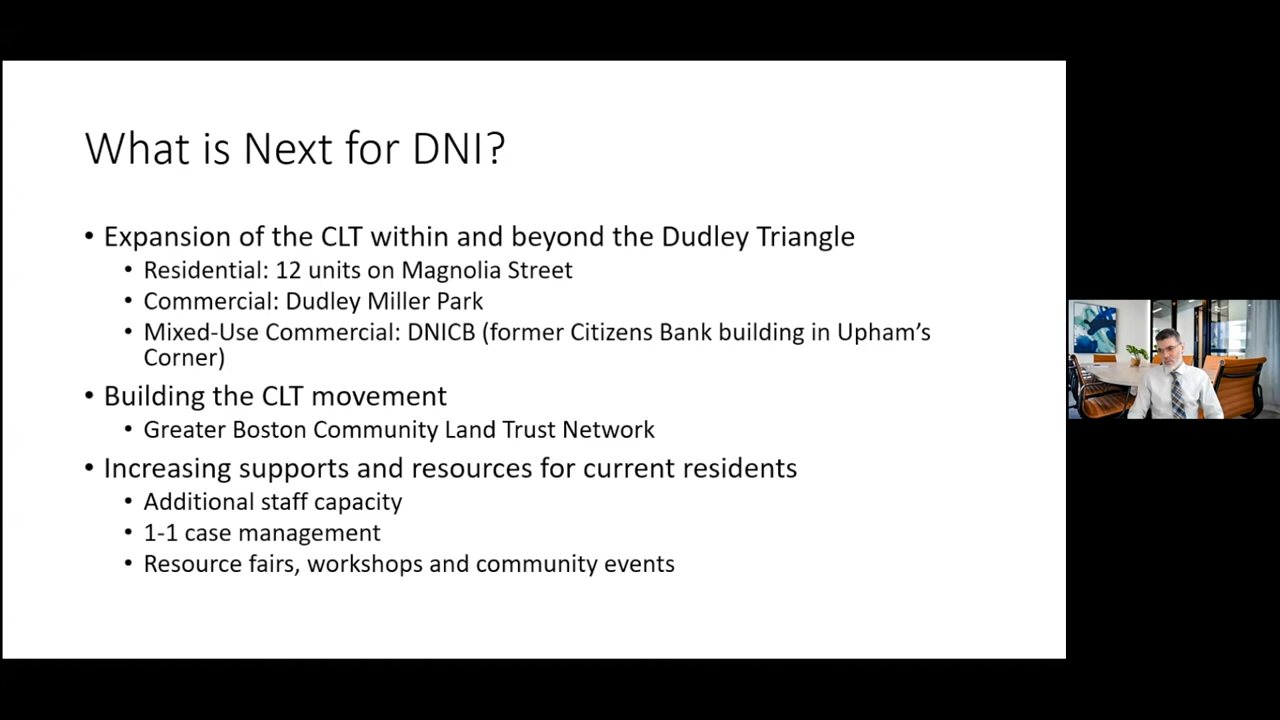 What is Next for DNI?
• Expansion of the CLT within and beyond the Dudley Triangle
• Residential: 12 units on Magnolia Street
• Commercial: Dudley Miller Park
• Mixed-Use Commercial: DNICB (former Citizens Bank building in Upham’s
Corner)
• Building the CLT movement
• Greater Boston Community Land Trust Network
• Increasing supports and resources for current residents
• Additional staff capacity
• 1-1 case management
• Resource fairs, workshops and community events